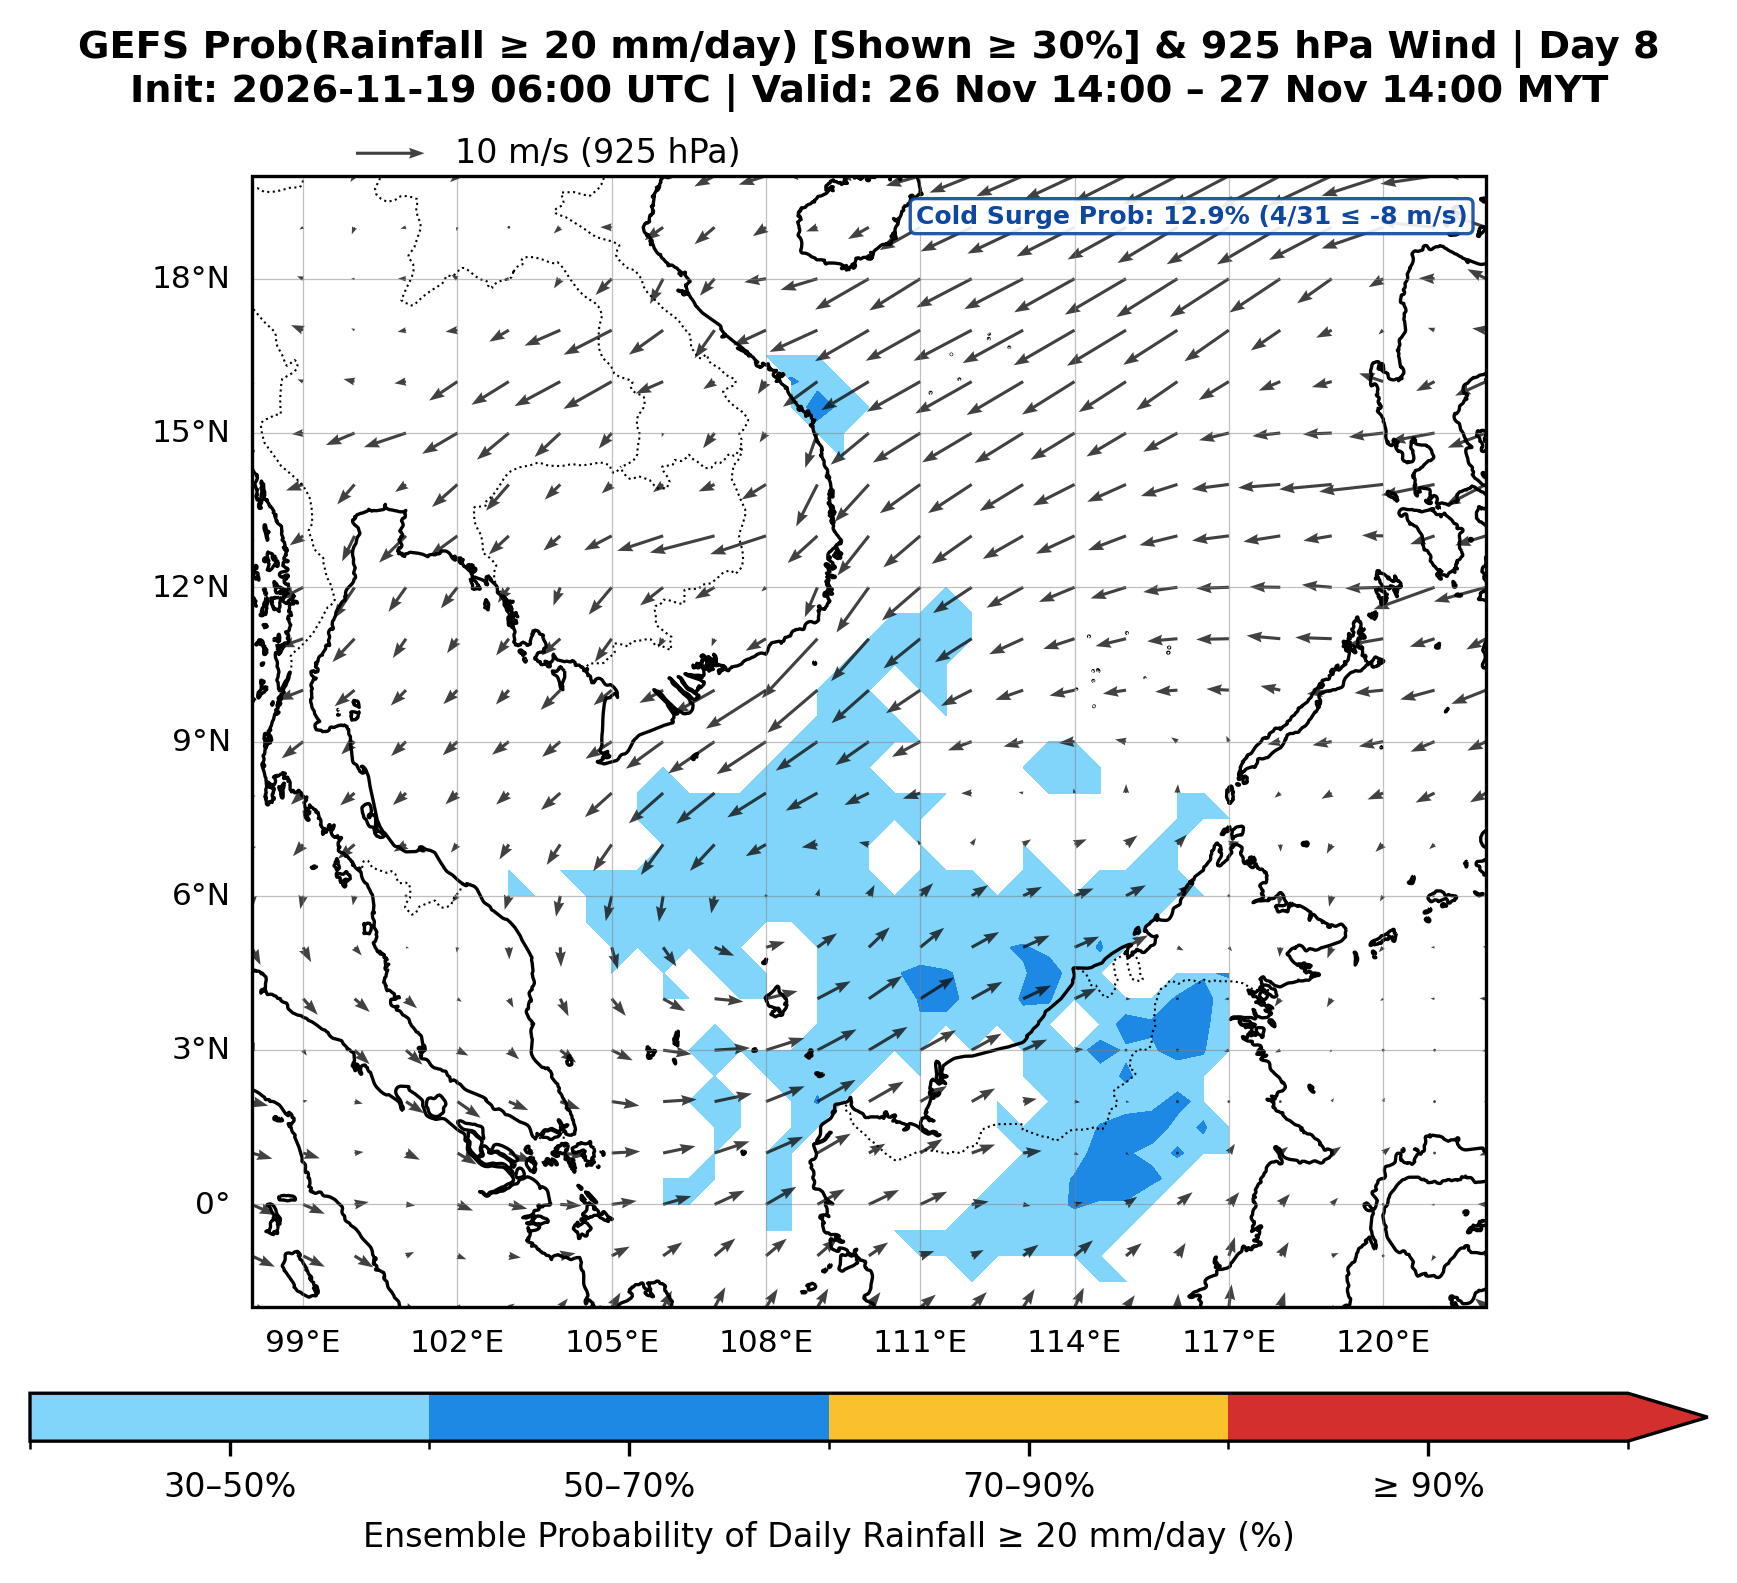 GEFS Prob(Rainfall ≥ 20 mm/day) [Shown ≥ 30%] & 925 hPa Wind | Day 8
Init: 2026-11-19 06:00 UTC | Valid: 26 Nov 14:00 – 27 Nov 14:00 MYT
10 m/s (925 hPa)
Cold Surge Prob: 12.9% (4/31 ≤ -8 m/s)
18°N
15°N
12°N
9°N
6°N
3°N
0°
99°E 102°E 105°E 108°E 111°E 114°E 117°E 120°E
30–50% 50–70% 70–90% ≥ 90%
Ensemble Probability of Daily Rainfall ≥ 20 mm/day (%)